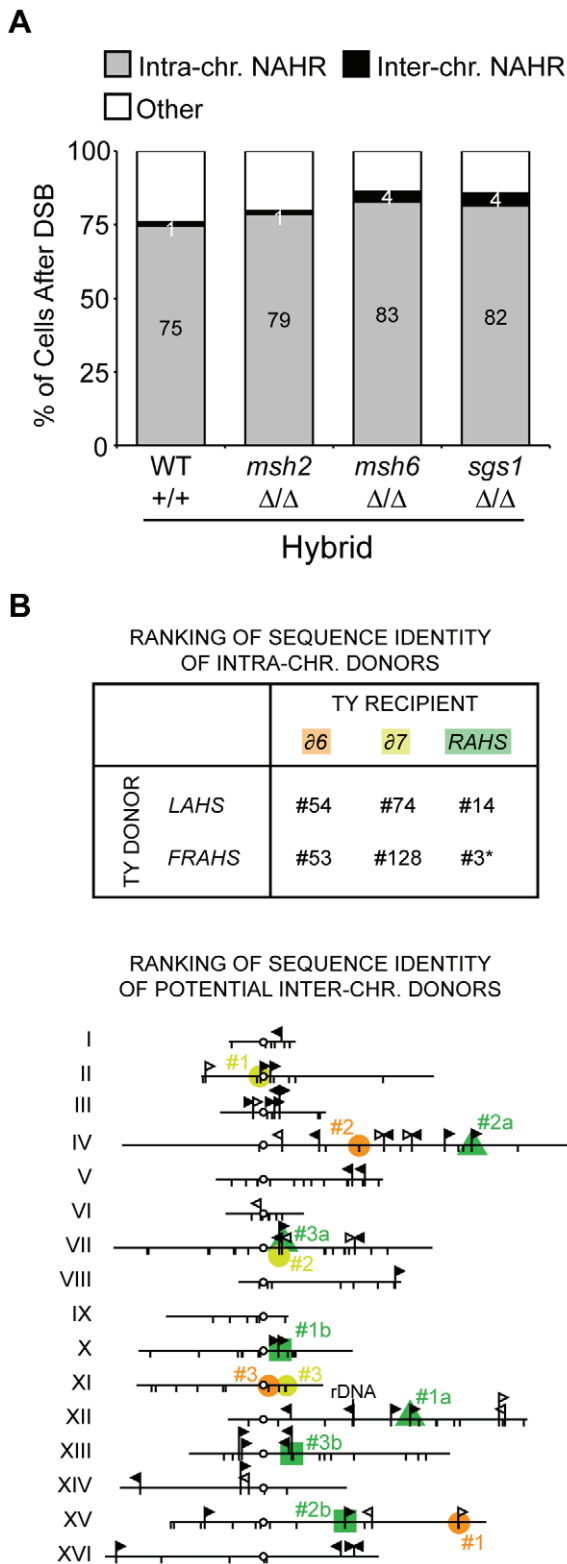 A
Intra-chr. NAHR Inter-chr. NAHR
Other
% of Cells After DSB
100
75
50
25
0
1 1 4 4
75 79 83 82
WT msh2 msh6 sgs1
+/+ Δ/Δ Δ/Δ Δ/Δ
Hybrid
B
RANKING OF SEQUENCE IDENTITY
OF INTRA-CHR. DONORS
TY RECIPIENT
∂6 ∂7 RAHS
TY DONOR
LAHS #54 #74 #14
FRAHS #53 #128 #3*
RANKING OF SEQUENCE IDENTITY
OF POTENTIAL INTER-CHR. DONORS
I
II #1
III
IV #2 #2a
V
VI
VII #3a
#2
VIII
IX
X #1b
XI #3 #3
rDNA
XII #1a
XIII #3b
XIV
XV #2b #1
XVI